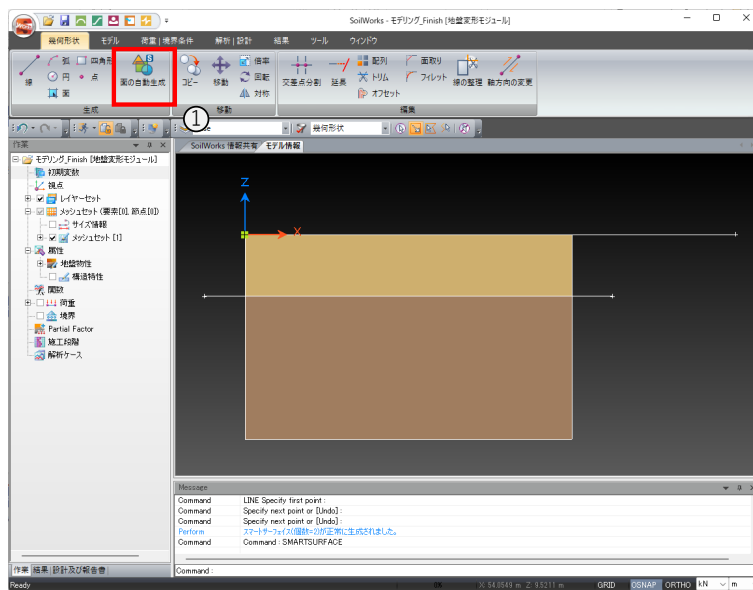 SoilWorks - モデリング_Finish [地盤変形モジュール]
幾何形状 モデル 荷重|境界条件 解析|設計 結果 ツール ウィンドウ
線 弧 四角形 円 点 面 面の自動生成
コピー 移動 倍率 回転 対称
交差点分割 延長 配列 トリム オフセット 面取り フィレット 線の整理 軸方向の変更
生成 移動 編集
①
幾何形状
作業
SoilWorks 情報共有 モデル情報
モデリング_Finish [地盤変形モジュール]
初期変数
視点
レイヤーセット
メッシュセット (要素[0], 節点[0])
サイズ情報
メッシュセット [1]
属性
地盤物性
構造特性
関数
荷重
境界
Partial Factor
施工段階
解析ケース
Z
X
Message
Command LINE Specify first point :
Command Specify next point or [Undo] :
Command Specify next point or [Undo] :
Perform スマートサーフェイス(個数=2)が正常に生成されました。
Command Command : SMARTSURFACE
作業 結果 設計及び報告書
Command :
Ready
0% X: 54.8549 m Z: 9.5211 m GRID OSNAP ORTHO kN m